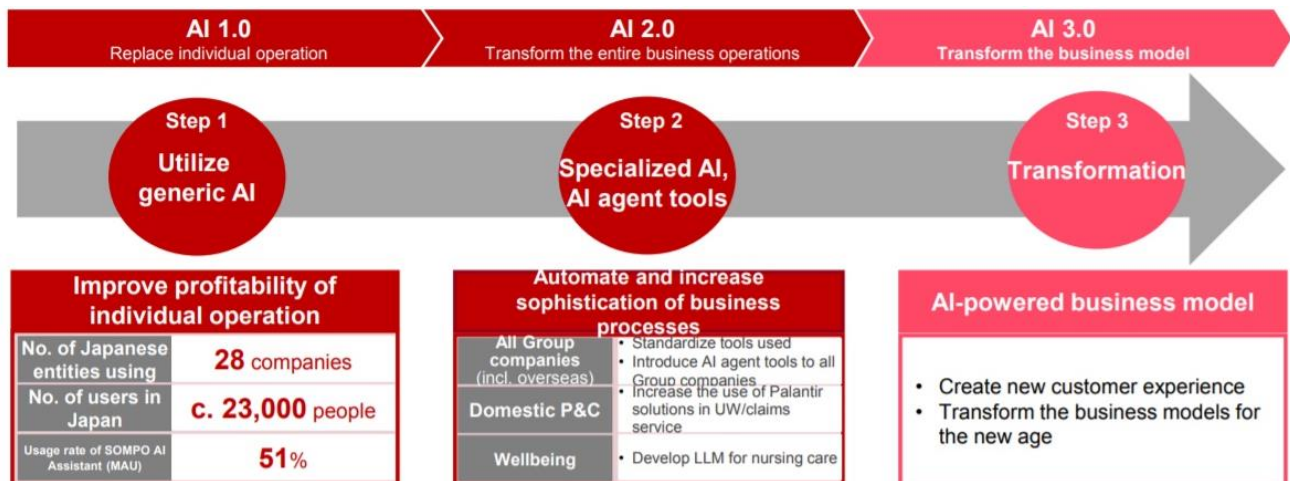 AI 1.0
Replace individual operation
AI 2.0
Transform the entire business operations
AI 3.0
Transform the business model
Step 1
Utilize
generic AI
Step 2
Specialized AI,
AI agent tools
Step 3
Transformation
Improve profitability of
individual operation
No. of Japanese
entities using
28 companies
No. of users in
Japan
c. 23,000 people
Usage rate of SOMPO AI
Assistant (MAU)
51%
Automate and increase
sophistication of business
processes
All Group
companies
(incl. overseas)
• Standardize tools used
• Introduce AI agent tools to all
Group companies
Domestic P&C
• Increase the use of Palantir
solutions in UW/claims
service
Wellbeing
• Develop LLM for nursing care
AI-powered business model
• Create new customer experience
• Transform the business models for
the new age